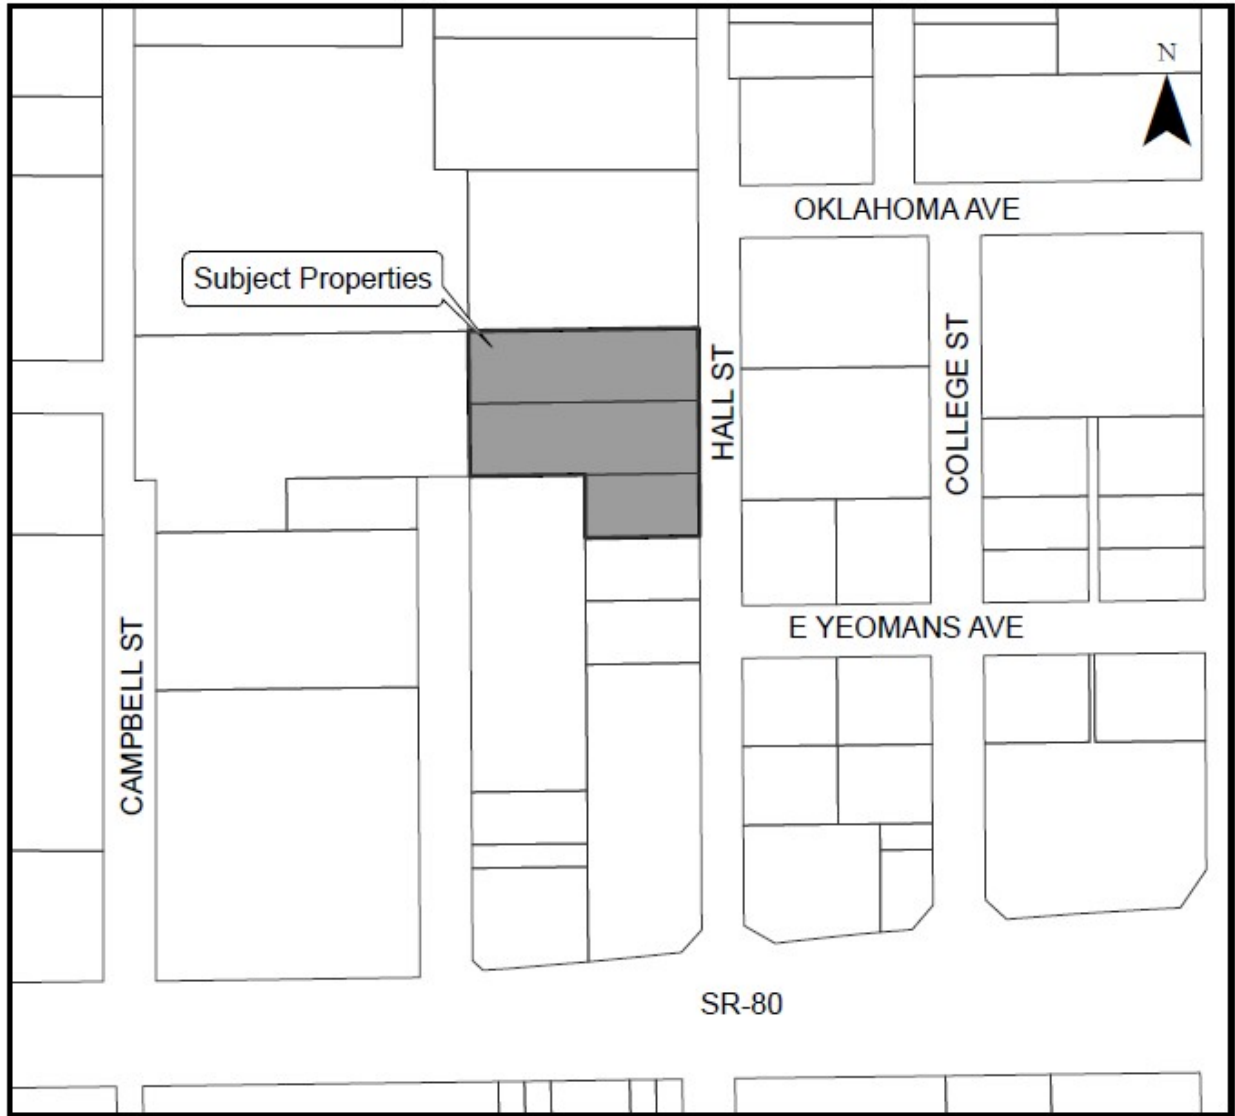 N
OKLAHOMA AVE
Subject Properties
HALL ST
COLLEGE ST
E YEOMANS AVE
CAMPBELL ST
SR-80